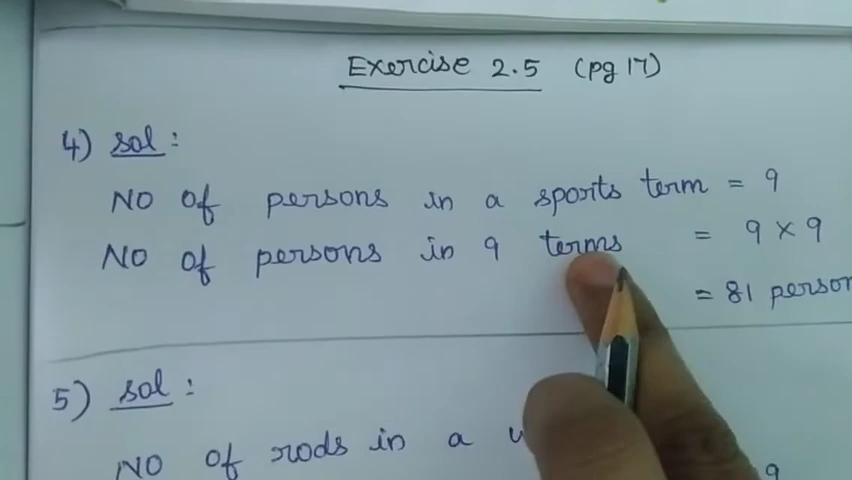 Exercise 2.5 (pg 17)
4) sol:
NO of persons in a sports term = 9
NO of persons in 9 terms = 9 × 9
= 81 person
5) sol:
NO of rods in a
9